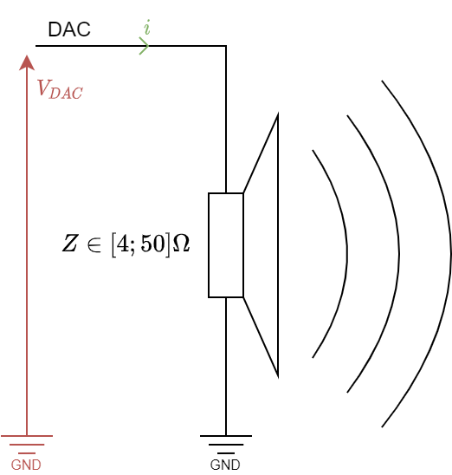 DAC
i
V_DAC
Z ∈ [4; 50]Ω
GND
GND